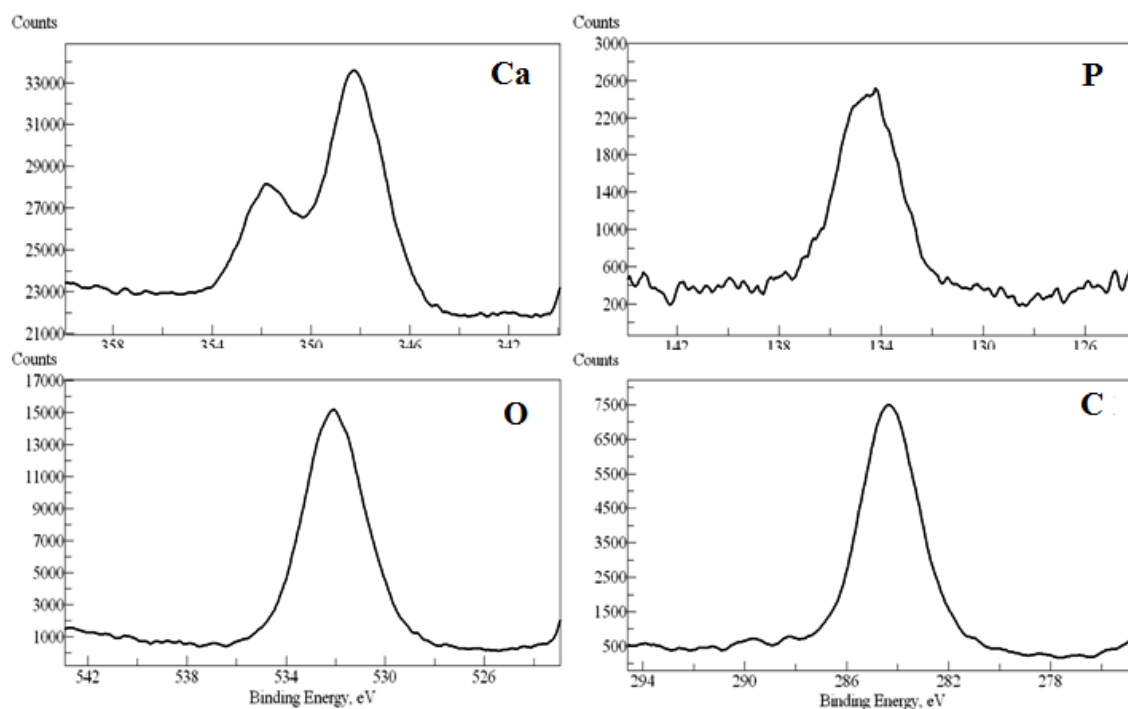 Counts
Ca
33000
31000
29000
27000
25000
23000
21000
358 354 350 346 342
Counts
P
3000
2600
2200
1800
1400
1000
600
200
142 138 134 130 126
Counts
O
17000
15000
13000
11000
9000
7000
5000
3000
1000
542 538 534 530 526
Binding Energy, eV
Counts
C
7500
6500
5500
4500
3500
2500
1500
500
294 290 286 282 278
Binding Energy, eV